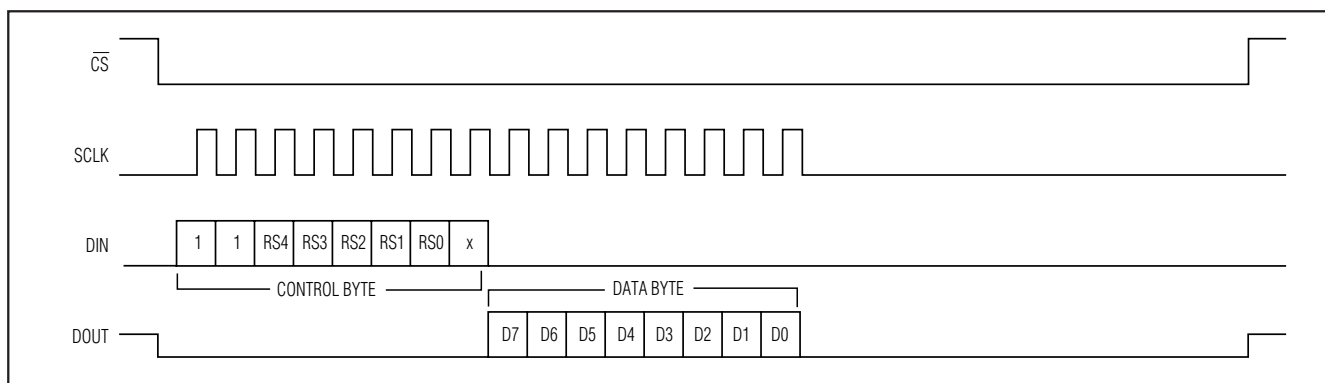 C̅S̅
SCLK
DIN
1 1 RS4 RS3 RS2 RS1 RS0 x
CONTROL BYTE
DATA BYTE
DOUT
D7 D6 D5 D4 D3 D2 D1 D0